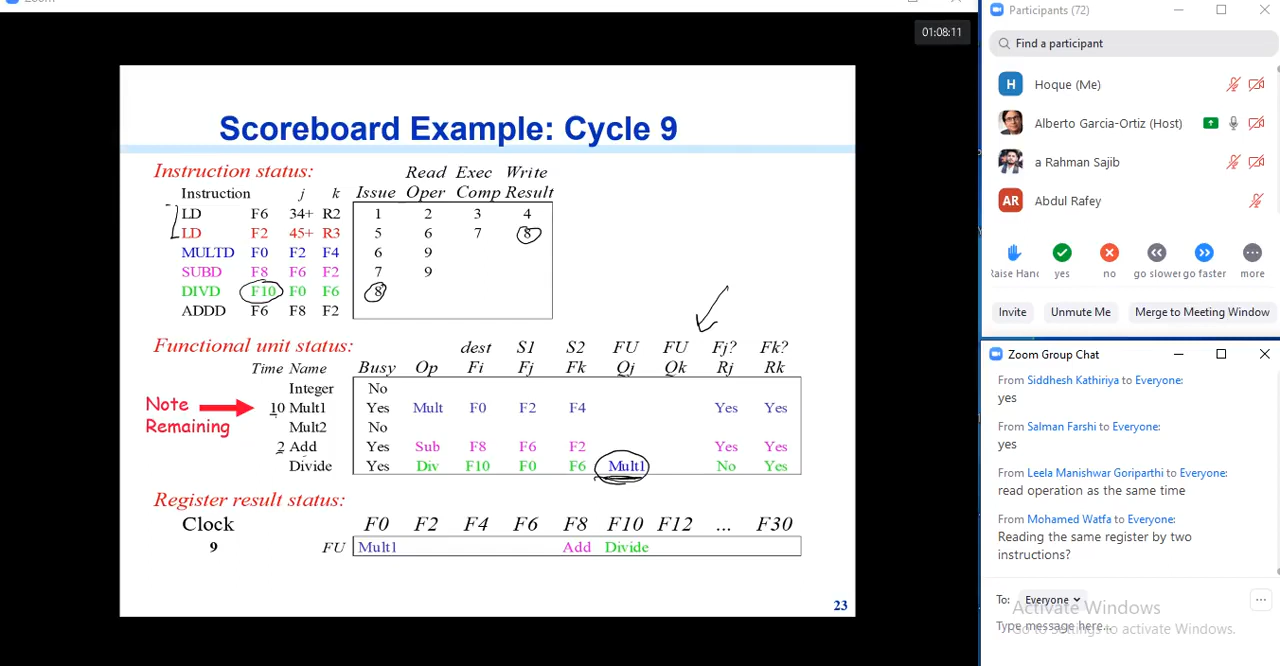 Zoom
01:08:11
Scoreboard Example: Cycle 9
Instruction status:
Read Exec Write
Instruction j k Issue Oper Comp Result
LD F6 34+ R2 1 2 3 4
LD F2 45+ R3 5 6 7 8
MULTD F0 F2 F4 6 9
SUBD F8 F6 F2 7 9
DIVD F10 F0 F6 8
ADDD F6 F8 F2
Functional unit status:
dest S1 S2 FU FU Fj? Fk?
Time Name Busy Op Fi Fj Fk Qj Qk Rj Rk
Integer No
Note
Remaining
10 Mult1 Yes Mult F0 F2 F4 Yes Yes
Mult2 No
2 Add Yes Sub F8 F6 F2 Yes Yes
Divide Yes Div F10 F0 F6 Mult1 No Yes
Register result status:
Clock F0 F2 F4 F6 F8 F10 F12 ... F30
9 FU Mult1 Add Divide
23
Participants (72)
Find a participant
H Hoque (Me)
Alberto Garcia-Ortiz (Host)
a Rahman Sajib
AR Abdul Rafey
Raise Hand yes no go slower go faster more
Invite Unmute Me Merge to Meeting Window
Zoom Group Chat
From Siddhesh Kathiriya to Everyone:
yes
From Salman Farshi to Everyone:
yes
From Leela Manishwar Goriparthi to Everyone:
read operation as the same time
From Mohamed Watfa to Everyone:
Reading the same register by two
instructions?
To: Everyone
Type message here...
Activate Windows
Go to Settings to activate Windows.